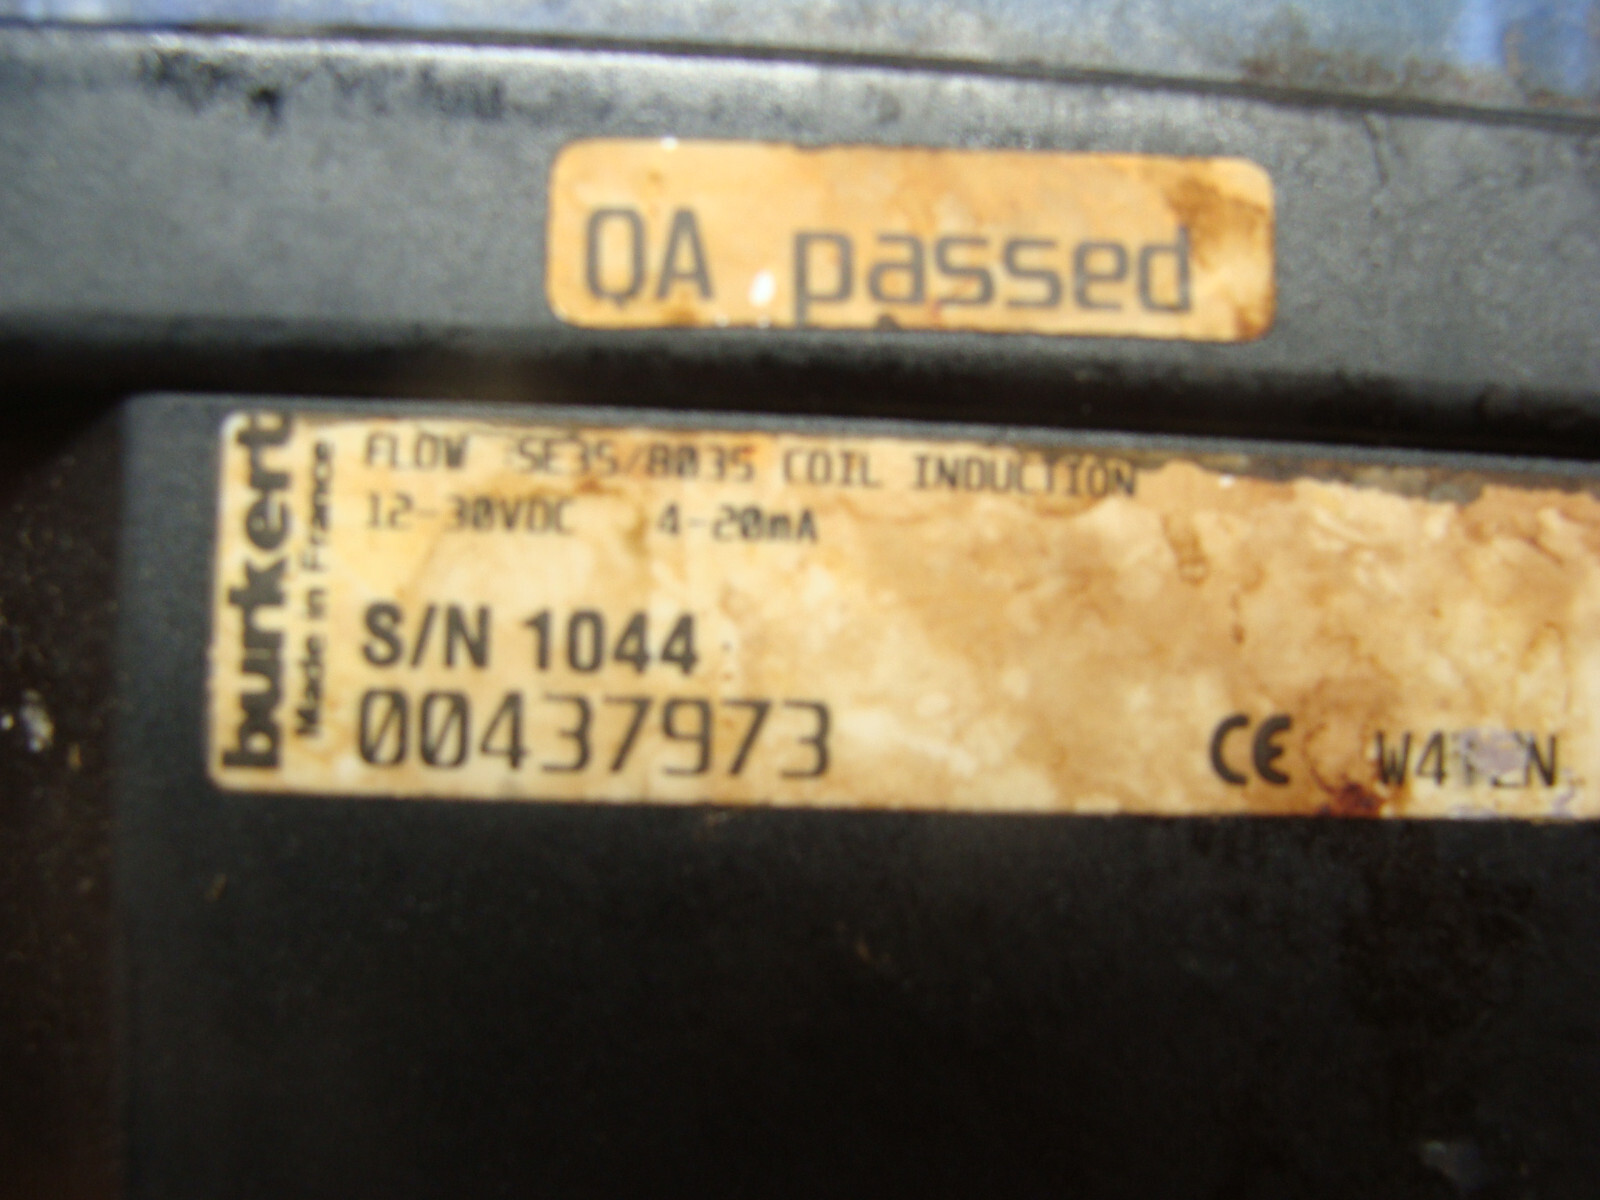 QA passed
burkert
Made in France
FLOW SE35/8035 COIL INDUCTION
12-30VDC 4-20mA
S/N 1044
00437973
CE